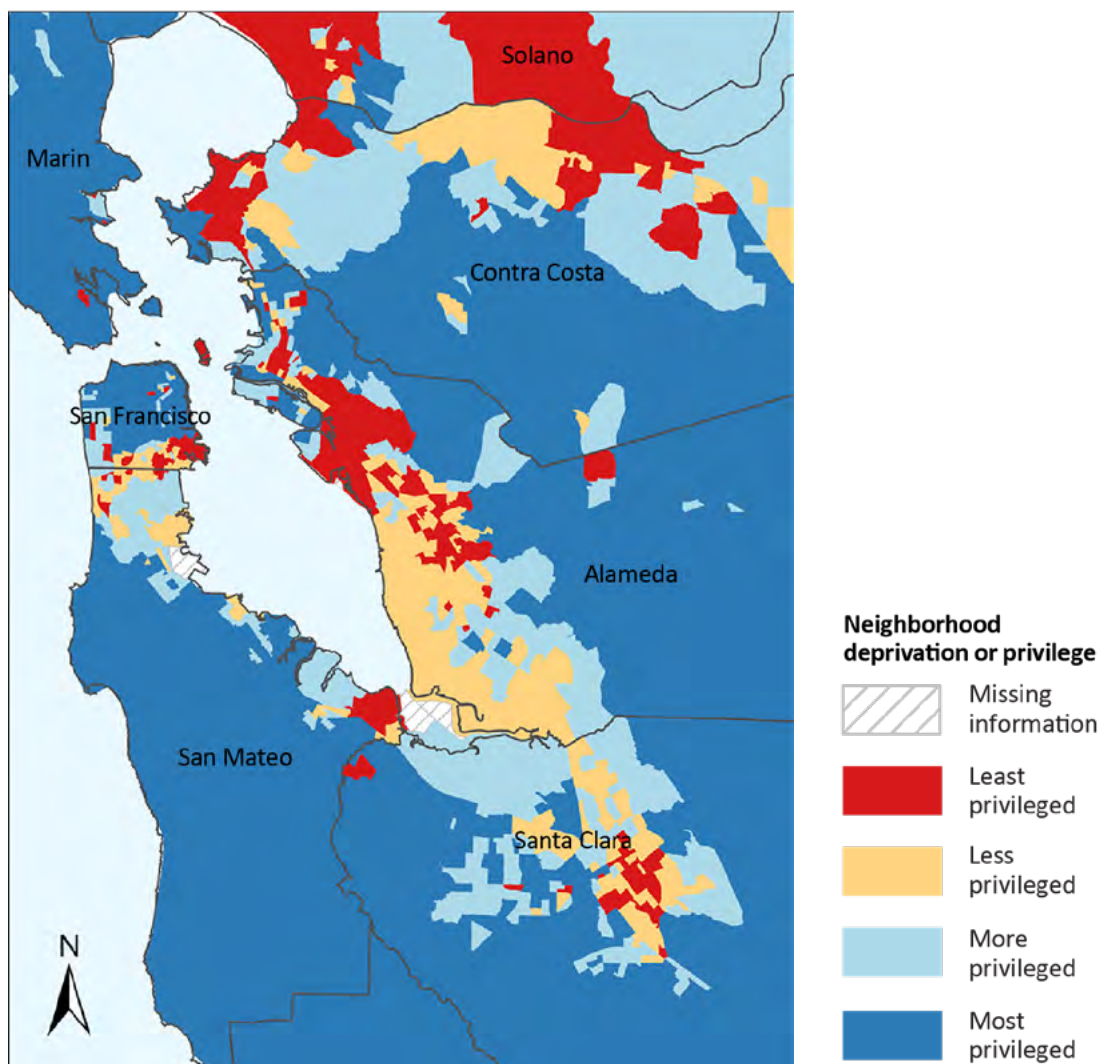 Solano
Marin
Contra Costa
San Francisco
Alameda
San Mateo
Santa Clara
N
Neighborhood
deprivation or privilege
Missing
information
Least
privileged
Less
privileged
More
privileged
Most
privileged